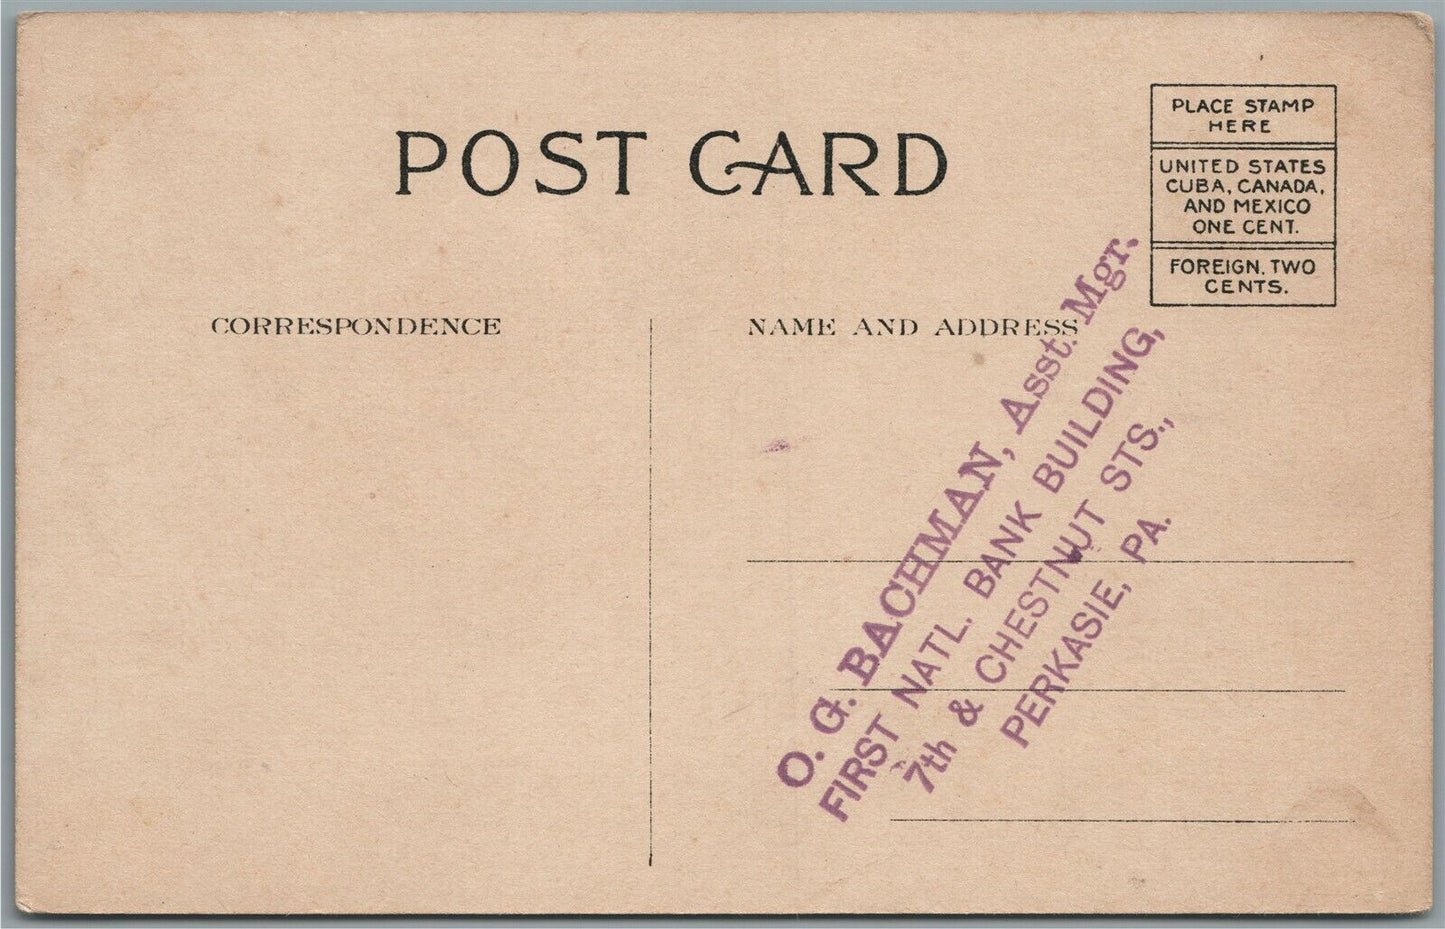 POST CARD
PLACE STAMP
HERE
UNITED STATES
CUBA, CANADA,
AND MEXICO
ONE CENT.
FOREIGN, TWO
CENTS.
CORRESPONDENCE
NAME AND ADDRESS
O. G. BACHMAN, Asst. Mgr.
FIRST NATL. BANK BUILDING,
7th & CHESTNUT STS.,
PERKASIE, PA.